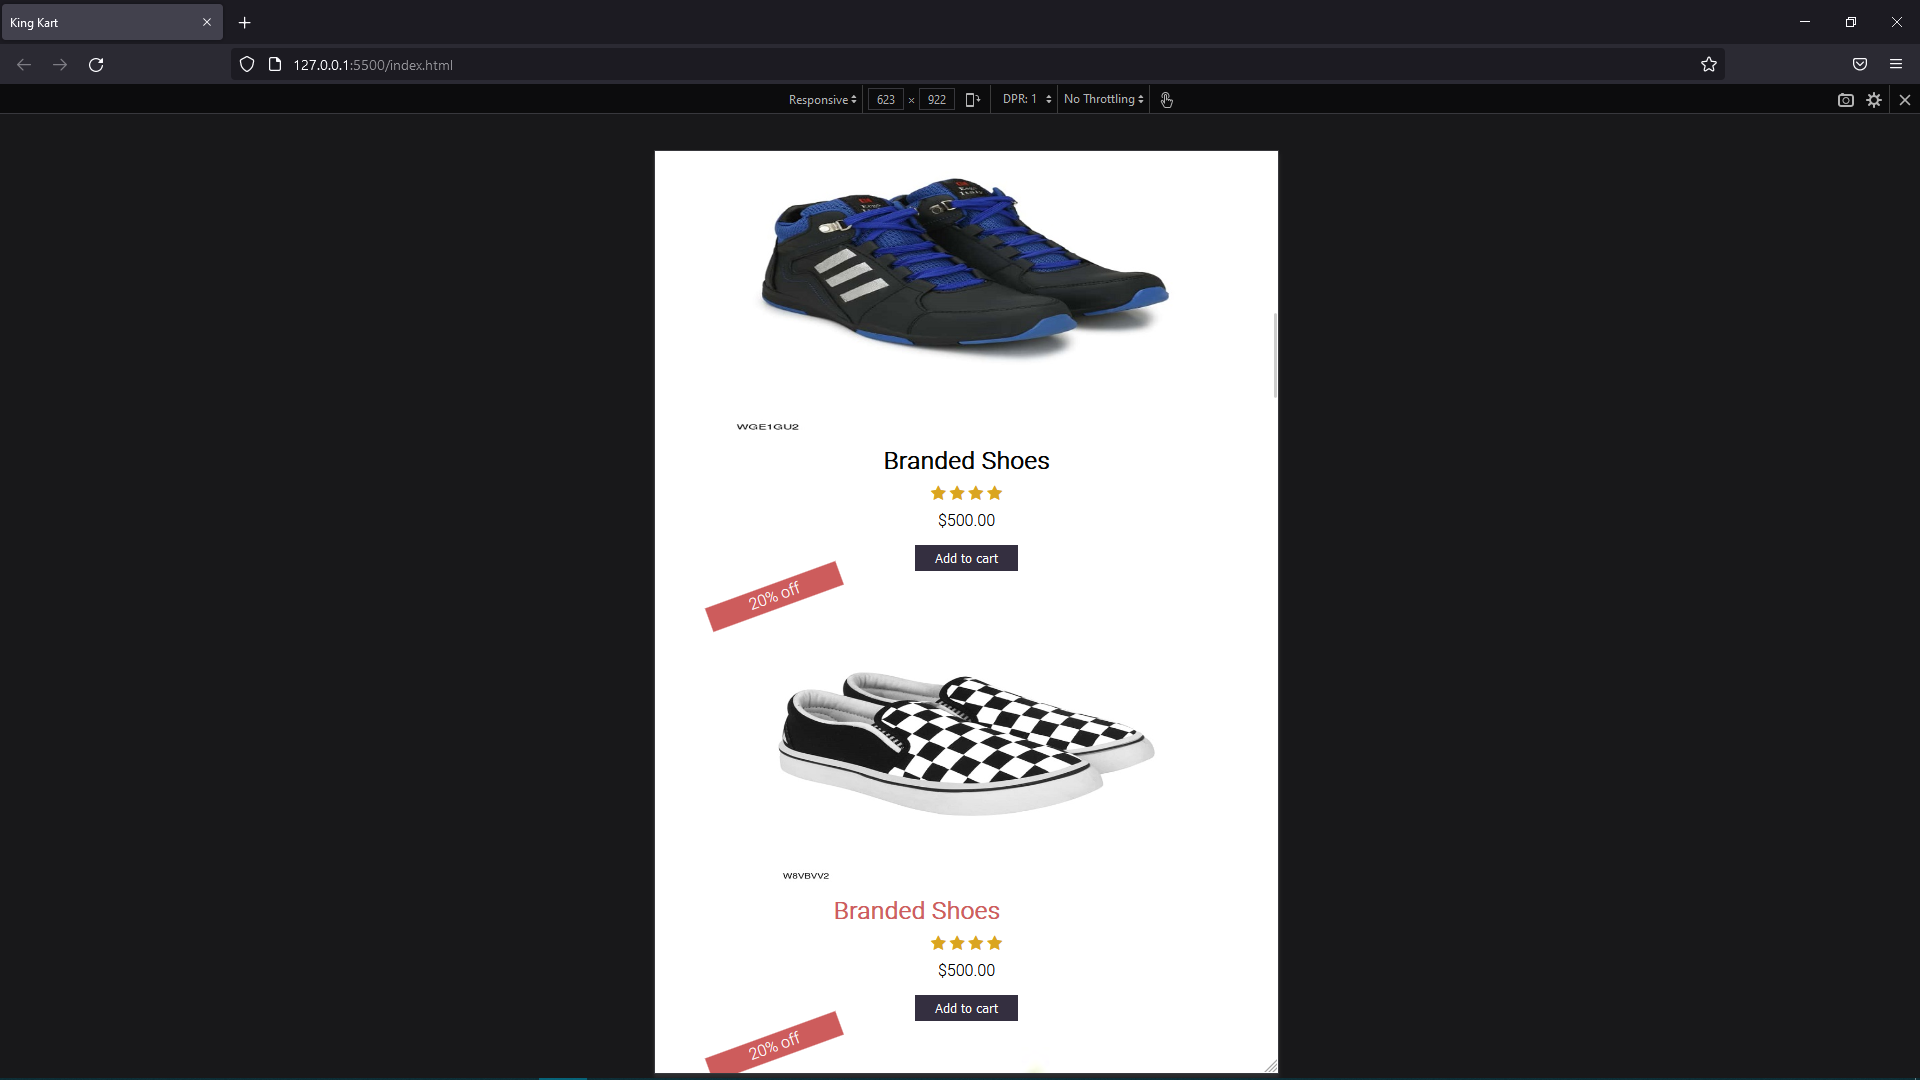 King Kart
127.0.0.1:5500/index.html
Responsive 623 × 922 DPR: 1 No Throttling
WGE1GU2
Branded Shoes
$500.00
Add to cart
20% off
W8VBVV2
Branded Shoes
$500.00
Add to cart
20% off